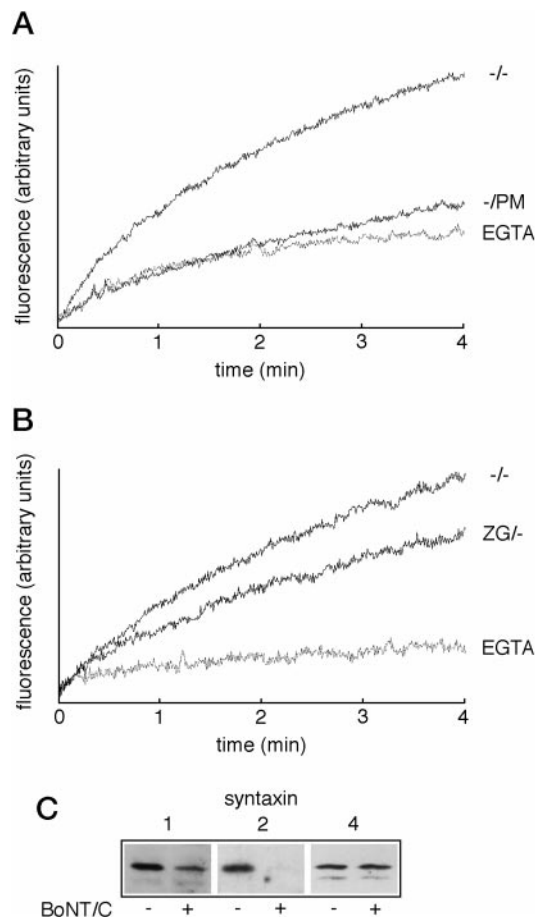 A
fluorescence (arbitrary units)
-/-
-/PM
EGTA
0 1 2 3 4
time (min)
B
fluorescence (arbitrary units)
-/-
ZG/-
EGTA
0 1 2 3 4
time (min)
C
syntaxin
1 2 4
BoNT/C - + - + - +